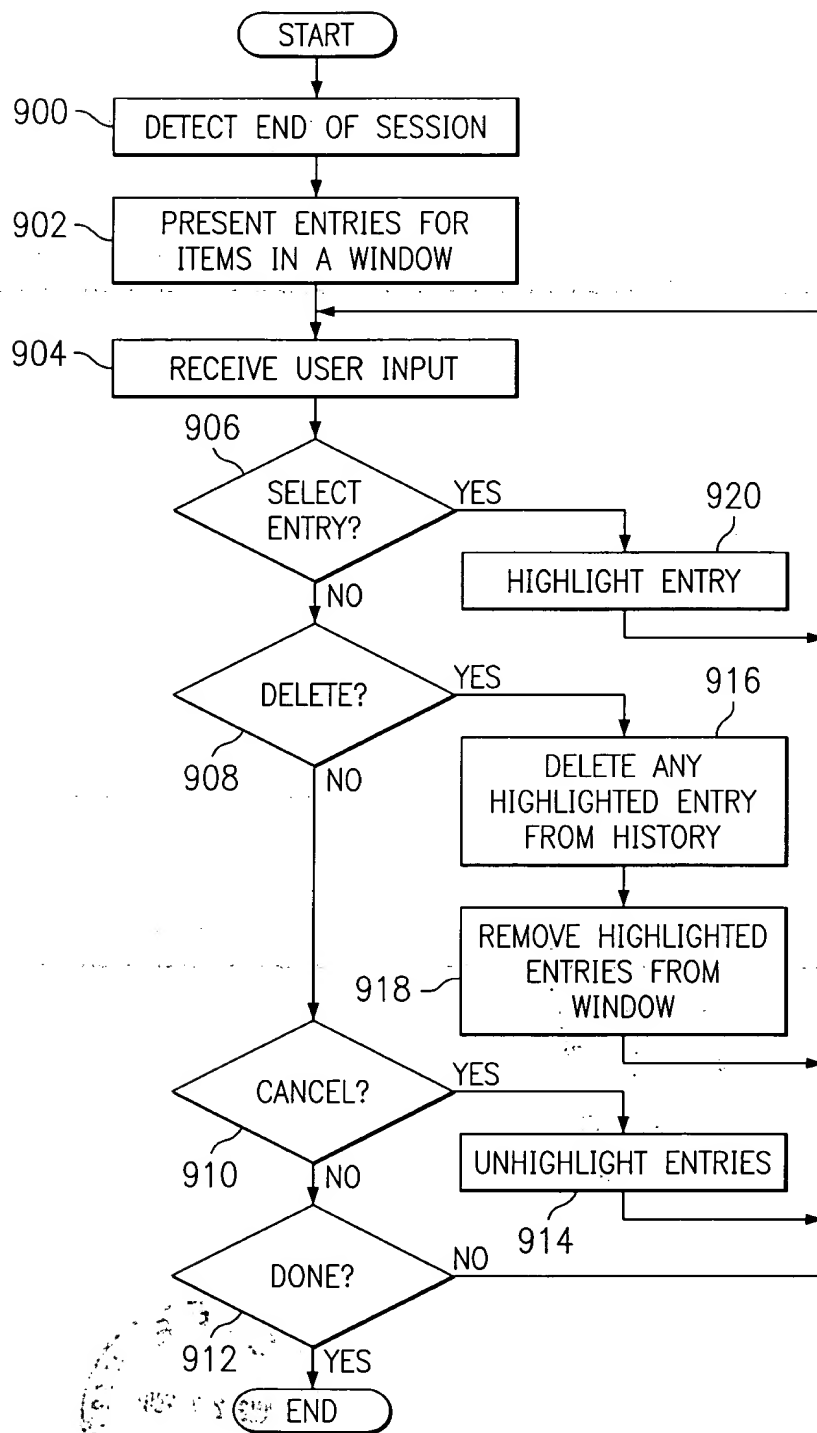 START
900
DETECT END OF SESSION
902
PRESENT ENTRIES FOR
ITEMS IN A WINDOW
904
RECEIVE USER INPUT
906
SELECT
ENTRY?
YES
920
HIGHLIGHT ENTRY
NO
DELETE?
YES
916
908
NO
DELETE ANY
HIGHLIGHTED ENTRY
FROM HISTORY
REMOVE HIGHLIGHTED
ENTRIES FROM
WINDOW
918
CANCEL?
YES
910
NO
UNHIGHLIGHT ENTRIES
914
DONE?
NO
912
YES
END